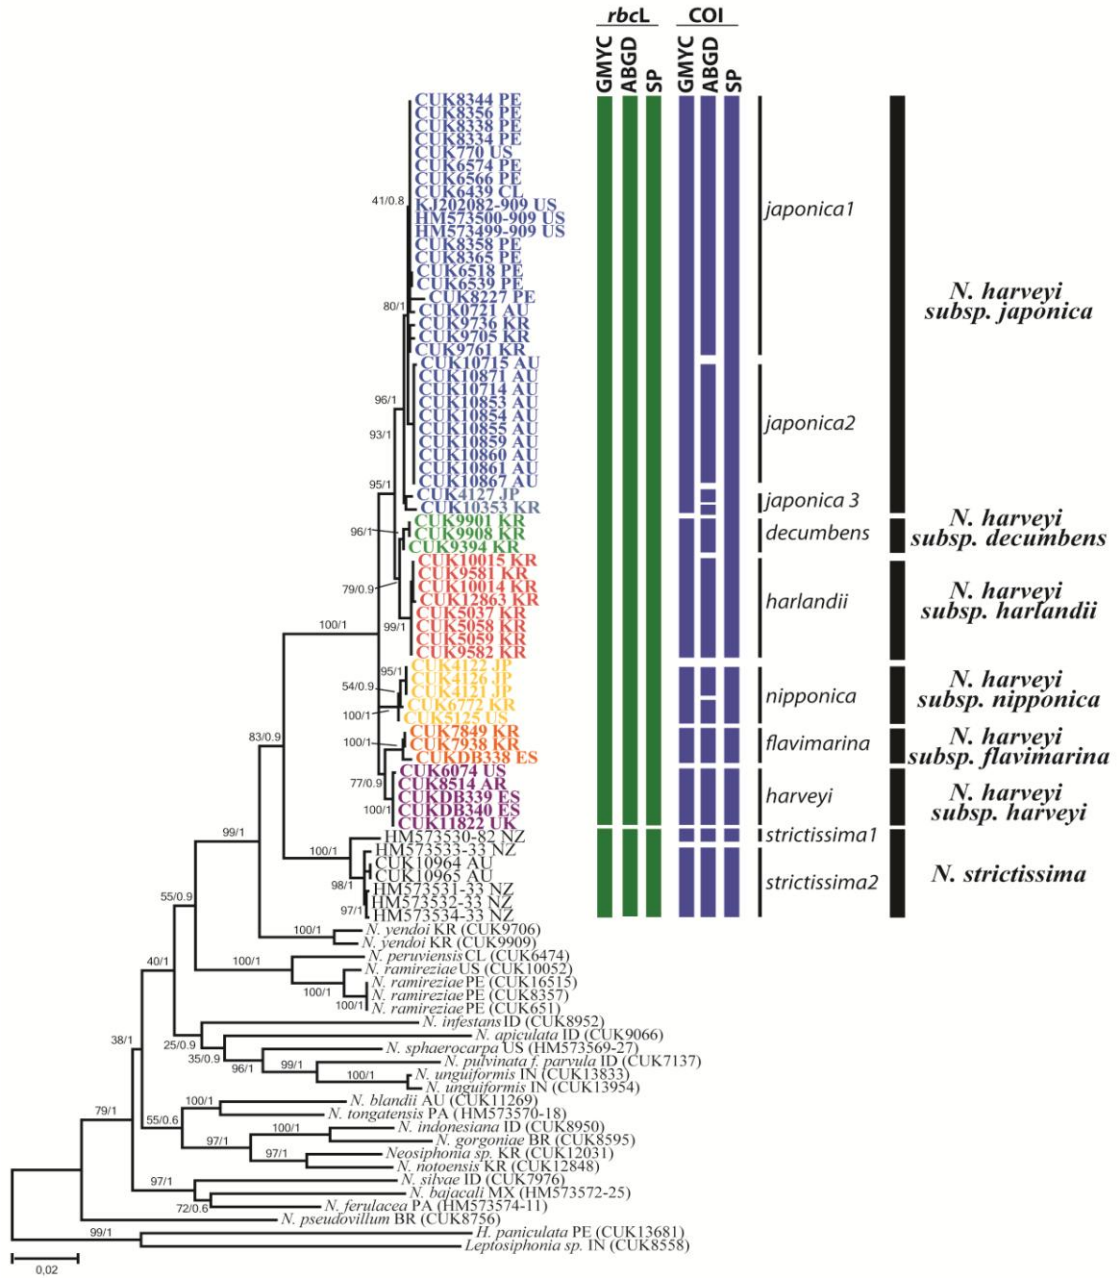 rbcL COI
GMYC ABGD SP GMYC ABGD SP
CUK8344 PE
CUK8356 PE
CUK8338 PE
CUK8334 PE
CUK770 US
CUK6574 PE
CUK6566 PE
CUK6439 CL
41/0.8
KJ202082-909 US
japonica1
HM573500-909 US
HM573499-909 US
CUK8358 PE
CUK8365 PE
CUK6518 PE
CUK6539 PE
N. harveyi
subsp. japonica
CUK8227 PE
80/1
CUK0721 AU
CUK9736 KR
CUK9705 KR
CUK9761 KR
CUK10715 AU
CUK10871 AU
CUK10714 AU
96/1
CUK10853 AU
CUK10854 AU
japonica2
93/1
CUK10855 AU
CUK10859 AU
CUK10860 AU
CUK10861 AU
CUK10867 AU
95/1
CUK4127 JP
japonica 3
CUK10353 KR
CUK9901 KR
N. harveyi
subsp. decumbens
96/1
CUK9908 KR
decumbens
CUK9394 KR
CUK10015 KR
CUK9581 KR
79/0.9
CUK10014 KR
CUK12863 KR
harlandii
N. harveyi
subsp. harlandii
CUK5037 KR
100/1
99/1
CUK5058 KR
CUK5059 KR
CUK9582 KR
CUK4122 JP
95/1
CUK4126 JP
54/0.9
CUK4121 JP
nipponica
N. harveyi
subsp. nipponica
CUK6772 KR
100/1
CUK5125 US
CUK7849 KR
83/0.9
100/1
CUK7938 KR
flavimarina
N. harveyi
subsp. flavimarina
CUKDB338 ES
CUK6074 US
77/0.9
CUK8514 AR
CUKDB339 ES
harveyi
N. harveyi
subsp. harveyi
100/1
CUKDB340 ES
CUK11822 UK
HM573530-82 NZ
strictissima1
99/1
100/1
HM573533-33 NZ
CUK10964 AU
CUK10965 AU
strictissima2
N. strictissima
98/1
HM573531-33 NZ
55/0.9
HM573532-33 NZ
97/1
HM573534-33 NZ
100/1
N. yendoi KR (CUK9706)
N. yendoi KR (CUK9909)
N. peruviensis CL (CUK6474)
100/1
N. ramireziae US (CUK10052)
40/1
N. ramireziae PE (CUK16515)
100/1
N. ramireziae PE (CUK8357)
100/1
N. ramireziae PE (CUK651)
N. infestans ID (CUK8952)
N. apiculata ID (CUK9066)
38/1
25/0.9
N. sphaerocarpa US (HM573569-27)
35/0.9
N. pulvinata f. parvula ID (CUK7137)
96/1
99/1
N. unguiformis IN (CUK13833)
100/1
N. unguiformis IN (CUK13954)
N. blandii AU (CUK11269)
100/1
79/1
N. tongatensis PA (HM573570-18)
55/0.6
N. indonesiana ID (CUK8950)
100/1
N. gorgoniae BR (CUK8595)
97/1
Neosiphonia sp. KR (CUK12031)
97/1
N. notoensis KR (CUK12848)
N. silvae ID (CUK7976)
97/1
N. bajacali MX (HM573572-25)
72/0.6
N. ferulacea PA (HM573574-11)
N. pseudovillum BR (CUK8756)
99/1
H. paniculata PE (CUK13681)
Leptosiphonia sp. IN (CUK8558)
0,02